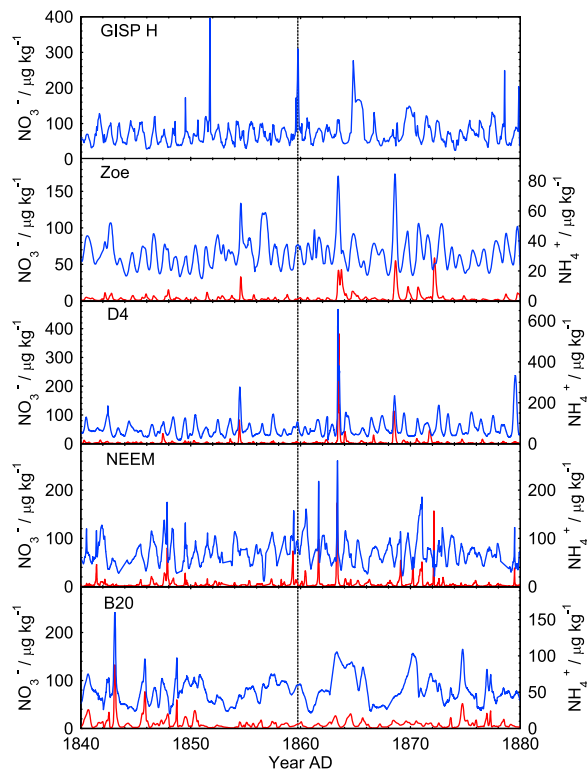 GISP H
NO₃⁻ / µg kg⁻¹
400
300
200
100
0
Zoe
NO₃⁻ / µg kg⁻¹
150
100
50
0
NH₄⁺ / µg kg⁻¹
80
60
40
20
0
D4
NO₃⁻ / µg kg⁻¹
400
300
200
100
0
NH₄⁺ / µg kg⁻¹
600
400
200
0
NEEM
NO₃⁻ / µg kg⁻¹
200
100
0
NH₄⁺ / µg kg⁻¹
200
100
0
B20
NO₃⁻ / µg kg⁻¹
200
100
0
NH₄⁺ / µg kg⁻¹
150
100
50
0
1840 1850 1860 1870 1880
Year AD